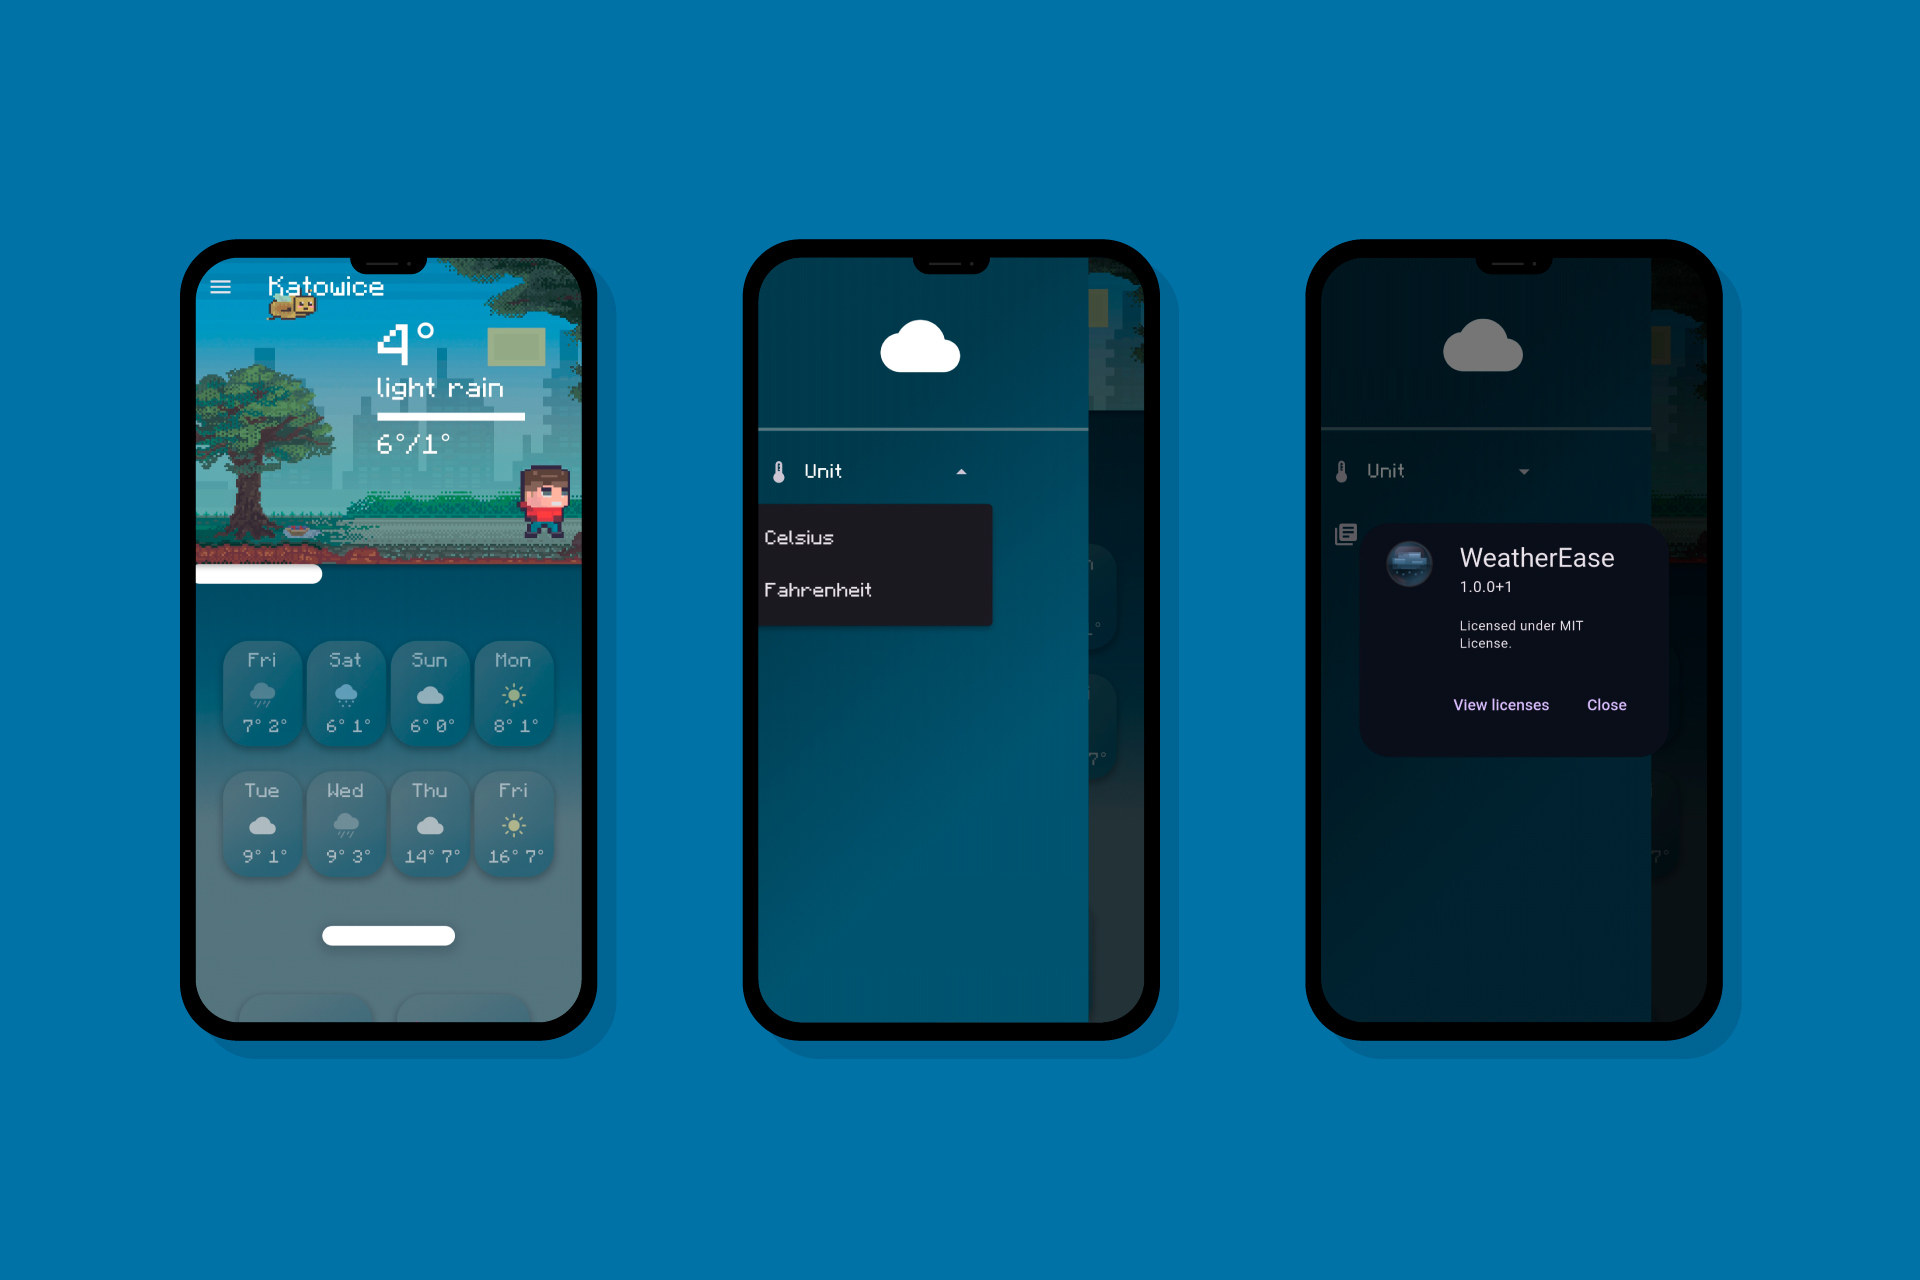 Katowice
4°
light rain
6°/1°
Fri Sat Sun Mon
7° 2° 6° 1° 6° 0° 8° 1°
Tue Wed Thu Fri
9° 1° 9° 3° 14° 7° 16° 7°
Unit
Celsius
Fahrenheit
7°
Unit
WeatherEase
1.0.0+1
Licensed under MIT
License.
View licenses Close
7°